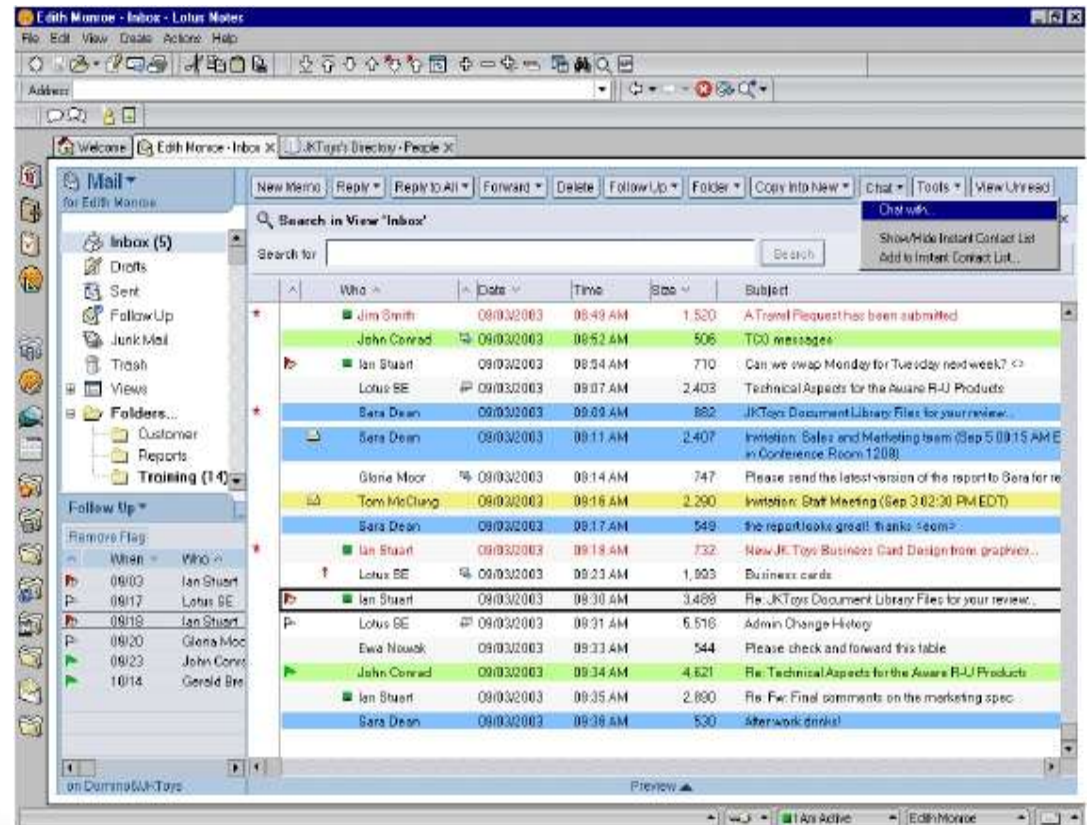 Edith Monroe - Inbox - Lotus Notes
File Edit View Create Actions Help
Address
Welcome Edith Monroe - Inbox JKToys's Directory - People
Mail
for Edith Monroe
New Memo Reply Reply to All Forward Delete Follow Up Folder Copy Into New Chat Tools View Unread
Chat with...
Show/Hide Instant Contact List
Add to Instant Contact List...
Search in View 'Inbox'
Search for Search
Inbox (5)
Drafts
Sent
Follow Up
Junk Mail
Trash
Views
Folders...
Customer
Reports
Training (14)
Who Date Time Size Subject
Jim Smith 09/03/2003 08:49 AM 1,520 A Travel Request has been submitted
John Conrad 09/03/2003 08:52 AM 506 TCO messages
Ian Stuart 09/03/2003 08:54 AM 770 Can we swap Monday for Tuesday next week? <>
Lotus BE 09/03/2003 09:07 AM 2,403 Technical Aspects for the Aware R-U Products
Sara Dean 09/03/2003 09:09 AM 882 JKToys Document Library Files for your review...
Sara Dean 09/03/2003 09:11 AM 2,407 Invitation: Sales and Marketing team (Sep 5 09:15 AM E
in Conference Room 1208)
Gloria Moor 09/03/2003 09:14 AM 747 Please send the latest version of the report to Sara for re
Tom McClung 09/03/2003 09:16 AM 2,290 Invitation: Staff Meeting (Sep 3 02:30 PM EDT)
Sara Dean 09/03/2003 09:17 AM 549 the report looks great! thanks <eom>
Ian Stuart 09/03/2003 09:18 AM 732 New JK Toys Business Card Design from graphics...
Lotus BE 09/03/2003 09:23 AM 1,993 Business cards
Ian Stuart 09/03/2003 09:30 AM 3,489 Re: JKToys Document Library Files for your review...
Lotus BE 09/03/2003 09:31 AM 5,516 Admin Change History
Ewa Nowak 09/03/2003 09:33 AM 544 Please check and forward this table
John Conrad 09/03/2003 09:34 AM 4,621 Re: Technical Aspects for the Aware R-U Products
Ian Stuart 09/03/2003 09:35 AM 2,890 Re: Fw: Final comments on the marketing spec
Sara Dean 09/03/2003 09:36 AM 530 After work drinks!
Follow Up
Remove Flag
When Who
09/03 Ian Stuart
09/17 Lotus BE
09/18 Ian Stuart
09/20 Gloria Moo
09/23 John Conra
10/14 Gerald Bre
on Domino6/JKToys
Preview
I Am Active Edith Monroe